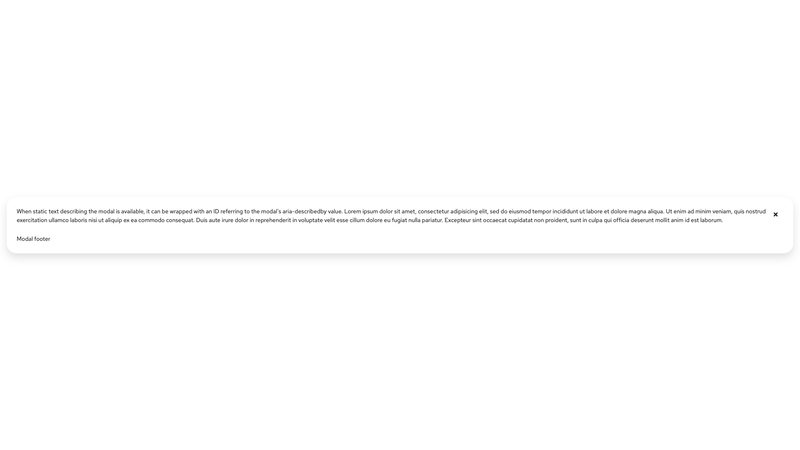 When static text describing the modal is available, it can be wrapped with an ID referring to the modal's aria-describedby value. Lorem ipsum dolor sit amet, consectetur adipisicing elit, sed do eiusmod tempor incididunt ut labore et dolore magna aliqua. Ut enim ad minim veniam, quis nostrud
exercitation ullamco laboris nisi ut aliquip ex ea commodo consequat. Duis aute irure dolor in reprehenderit in voluptate velit esse cillum dolore eu fugiat nulla pariatur. Excepteur sint occaecat cupidatat non proident, sunt in culpa qui officia deserunt mollit anim id est laborum.
Modal footer